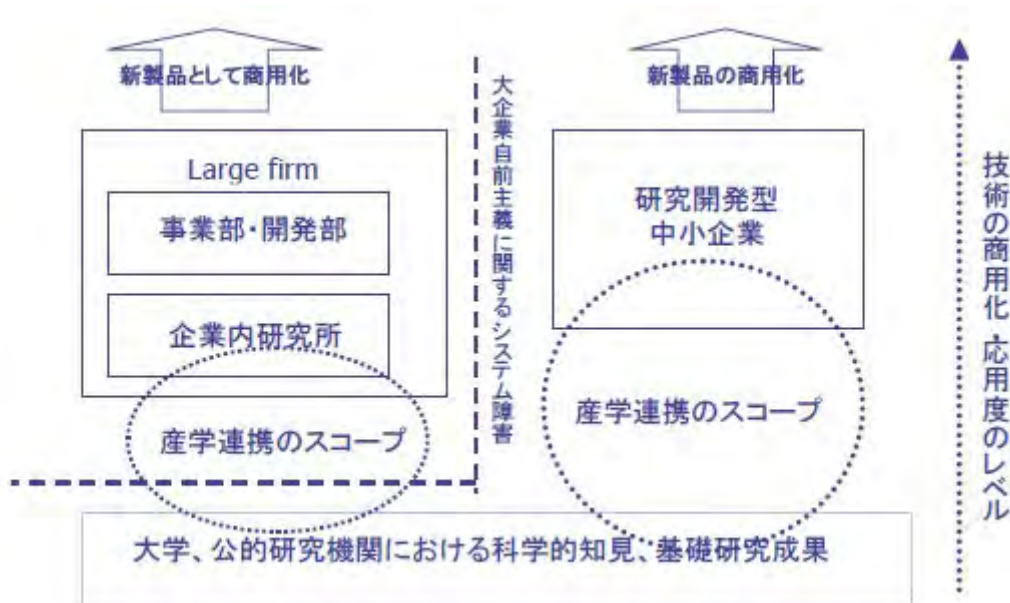 新製品として商用化
新製品の商用化
Large firm
事業部・開発部
企業内研究所
産学連携のスコープ
大企業自前主義に関するシステム障害
研究開発型
中小企業
産学連携のスコープ
技術の商用化、応用度のレベル
大学、公的研究機関における科学的知見、基礎研究成果